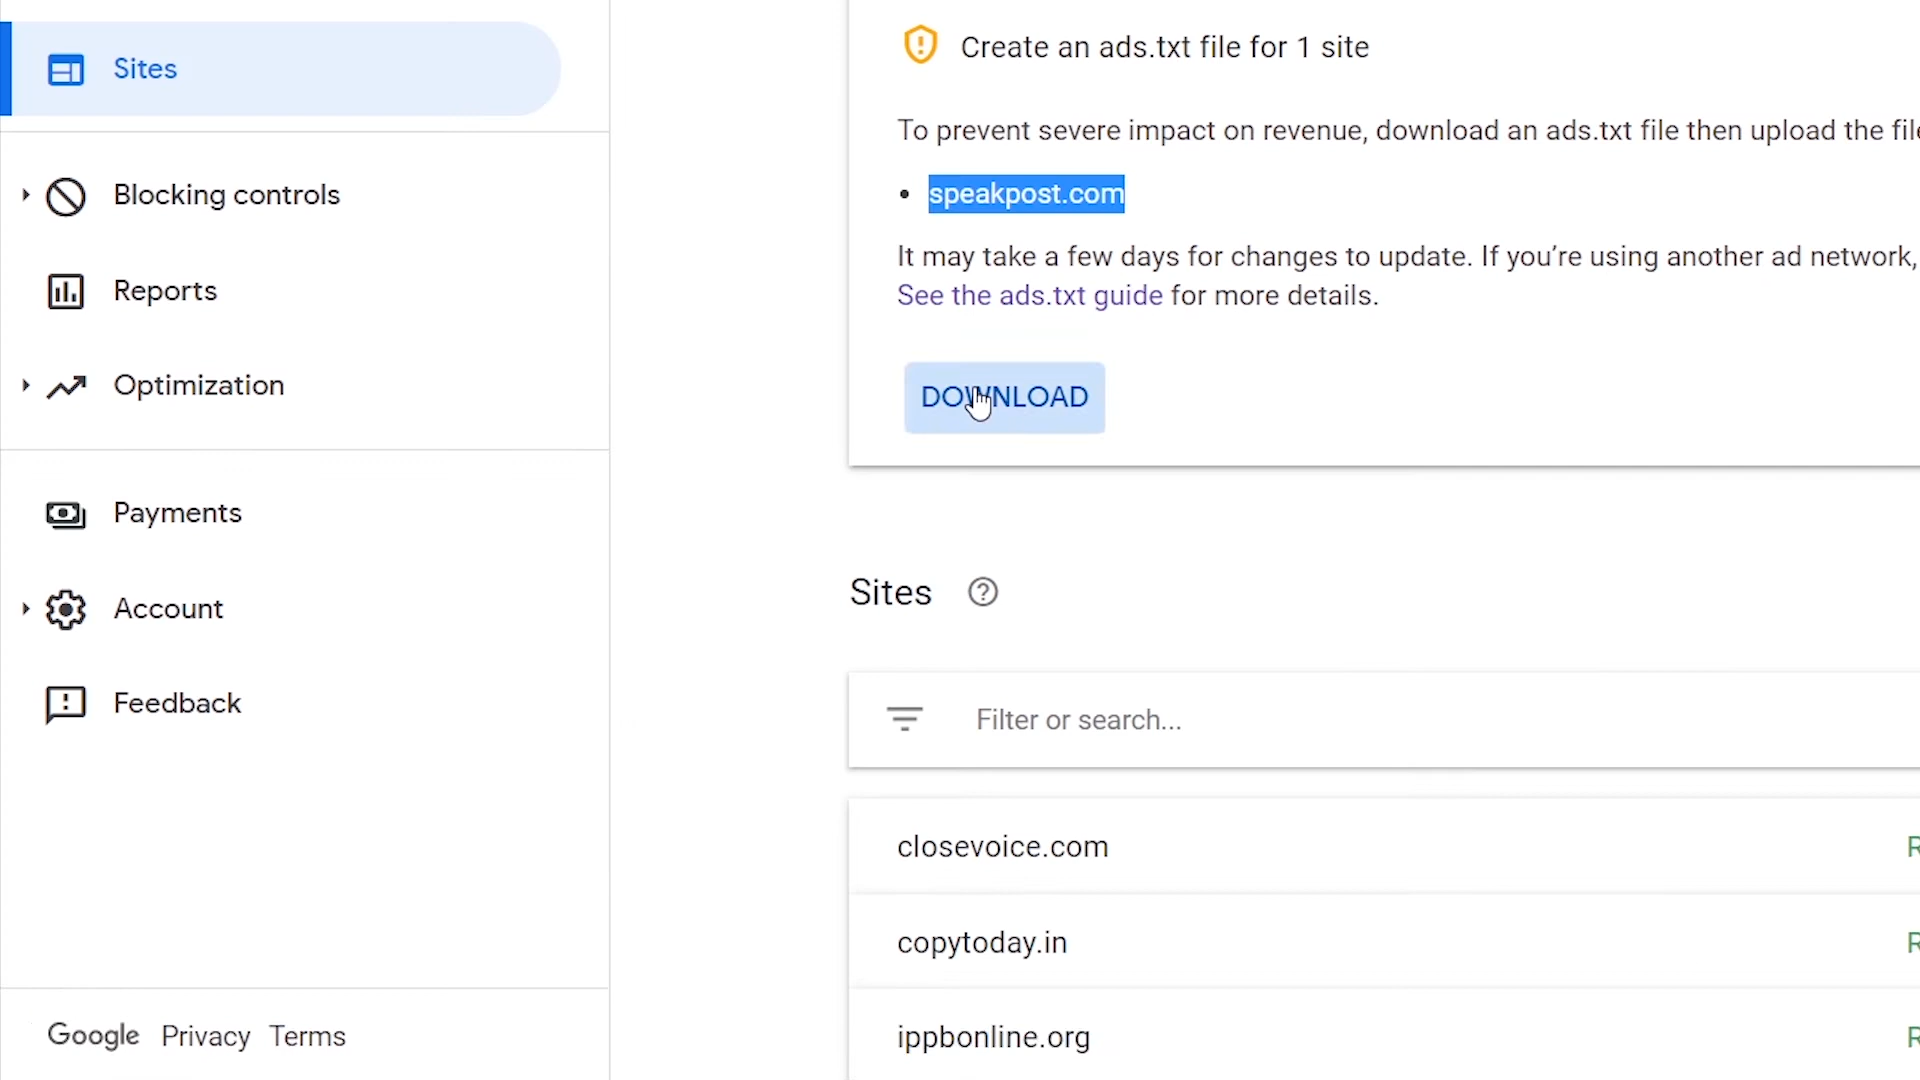 Sites
Blocking controls
Reports
Optimization
Payments
Account
Feedback
Google Privacy Terms
Create an ads.txt file for 1 site
To prevent severe impact on revenue, download an ads.txt file then upload the
• speakpost.com
It may take a few days for changes to update. If you’re using another ad network,
See the ads.txt guide for more details.
DOWNLOAD
Sites
Filter or search...
closevoice.com
copytoday.in
ippbonline.org